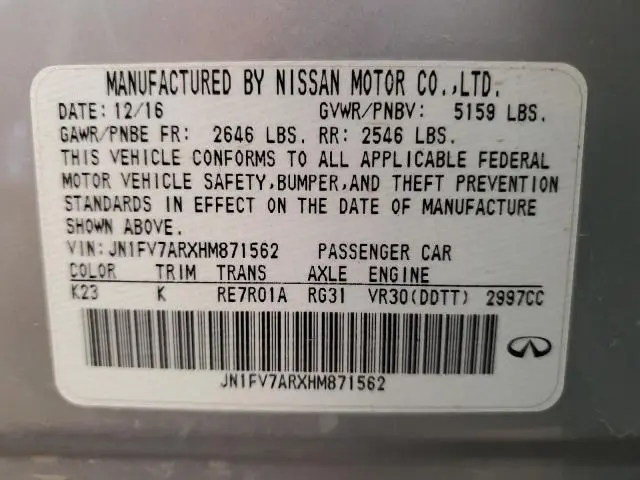 MANUFACTURED BY NISSAN MOTOR CO.,LTD.
DATE: 12/16 GVWR/PNBV: 5159 LBS.
GAWR/PNBE FR: 2646 LBS. RR: 2546 LBS.
THIS VEHICLE CONFORMS TO ALL APPLICABLE FEDERAL
MOTOR VEHICLE SAFETY,BUMPER,AND THEFT PREVENTION
STANDARDS IN EFFECT ON THE DATE OF MANUFACTURE
SHOWN ABOVE.
VIN:JN1FV7ARXHM871562 PASSENGER CAR
COLOR TRIM TRANS AXLE ENGINE
K23 K RE7R01A RG31 VR30(DDTT) 2997CC
JN1FV7ARXHM871562